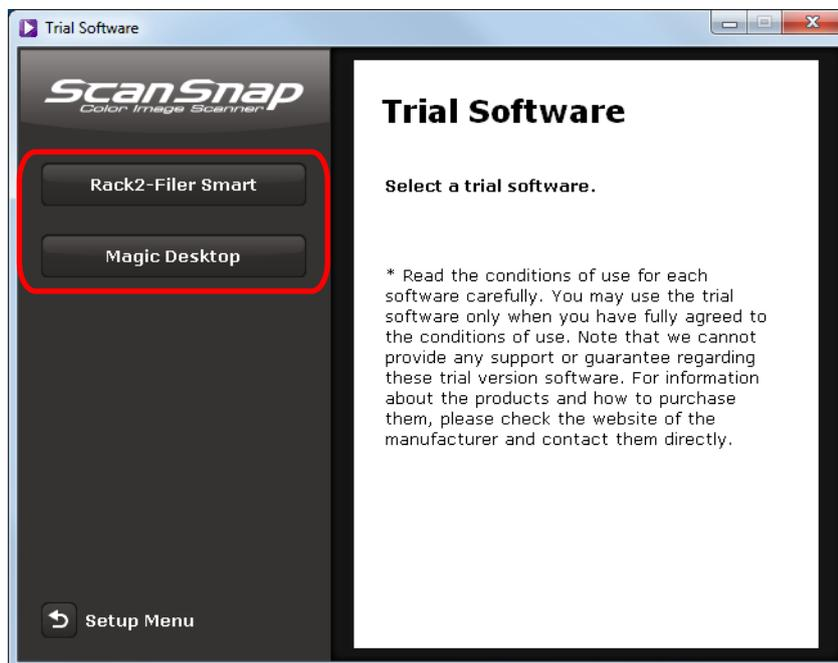 Trial Software
ScanSnap
Color Image Scanner
Rack2-Filer Smart
Magic Desktop
Setup Menu
Trial Software
Select a trial software.
* Read the conditions of use for each
software carefully. You may use the trial
software only when you have fully agreed to
the conditions of use. Note that we cannot
provide any support or guarantee regarding
these trial version software. For information
about the products and how to purchase
them, please check the website of the
manufacturer and contact them directly.